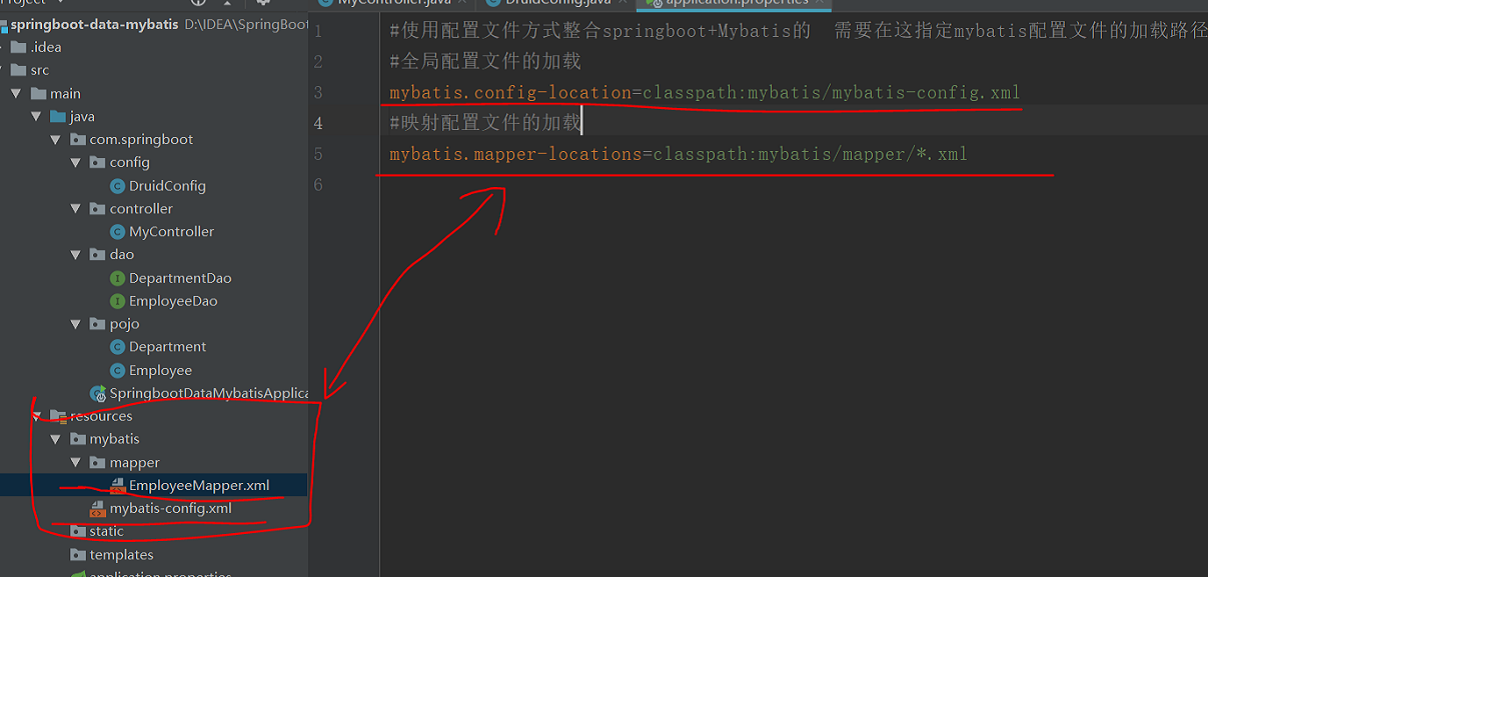 Project
MyController.java
DruidConfig.java
application.properties
springboot-data-mybatis D:\IDEA\SpringBoot
.idea
src
main
java
com.springboot
config
DruidConfig
controller
MyController
dao
DepartmentDao
EmployeeDao
pojo
Department
Employee
SpringbootDataMybatisApplica
resources
mybatis
mapper
EmployeeMapper.xml
mybatis-config.xml
static
templates
application.properties
1 #使用配置文件方式整合springboot+Mybatis的 需要在这指定mybatis配置文件的加载路径
2 #全局配置文件的加载
3 mybatis.config-location=classpath:mybatis/mybatis-config.xml
4 #映射配置文件的加载
5 mybatis.mapper-locations=classpath:mybatis/mapper/*.xml
6